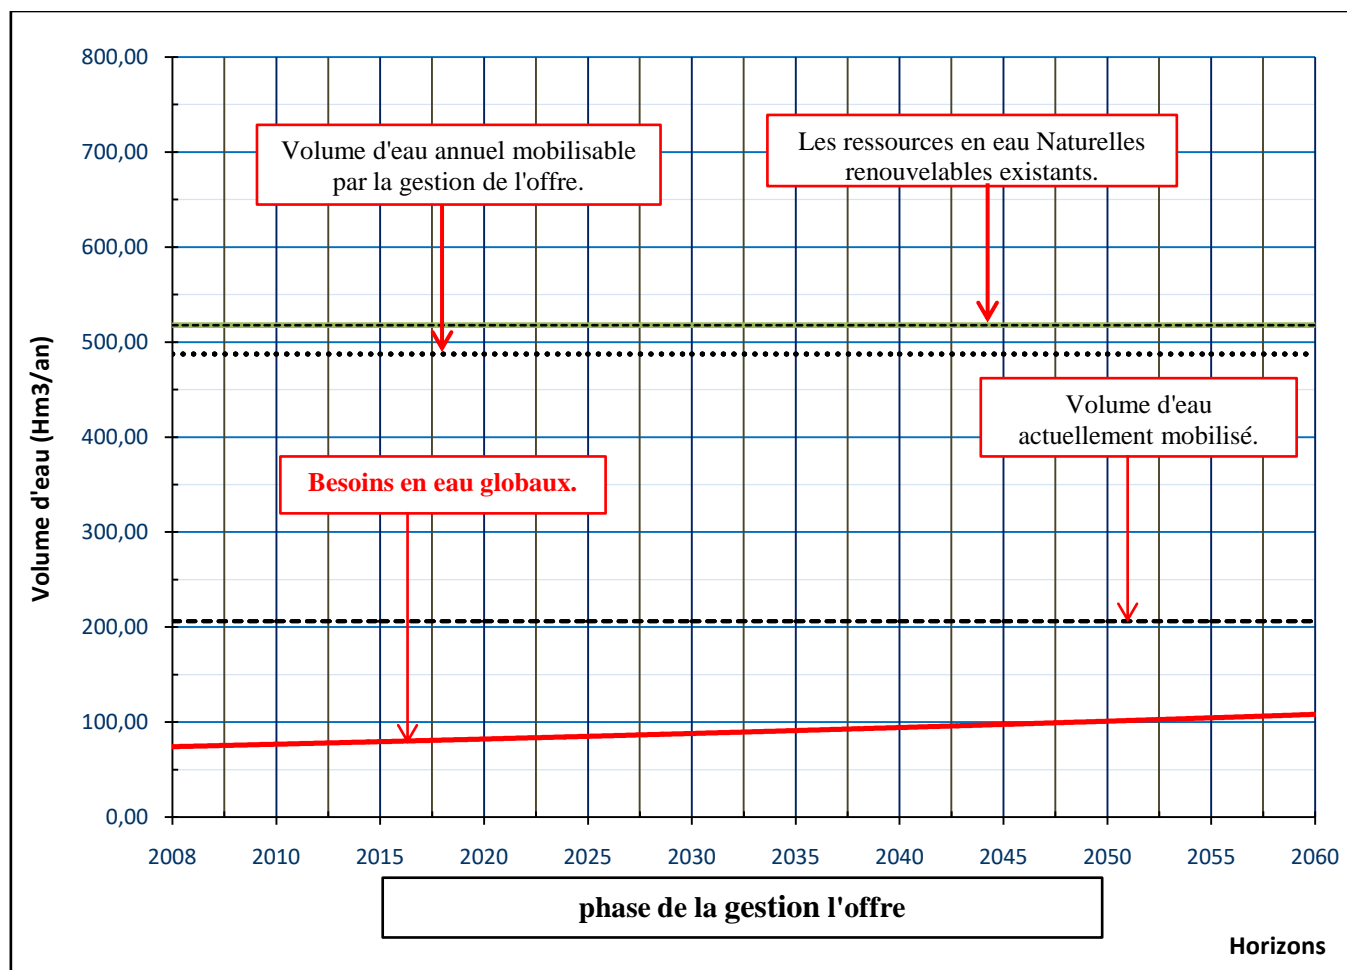 800,00
700,00
600,00
500,00
400,00
300,00
200,00
100,00
0,00
Volume d'eau (Hm3/an)
Volume d'eau annuel mobilisable
par la gestion de l'offre.
Les ressources en eau Naturelles
renouvelables existants.
Volume d'eau
actuellement mobilisé.
Besoins en eau globaux.
2008 2010 2015 2020 2025 2030 2035 2040 2045 2050 2055 2060
phase de la gestion l'offre
Horizons